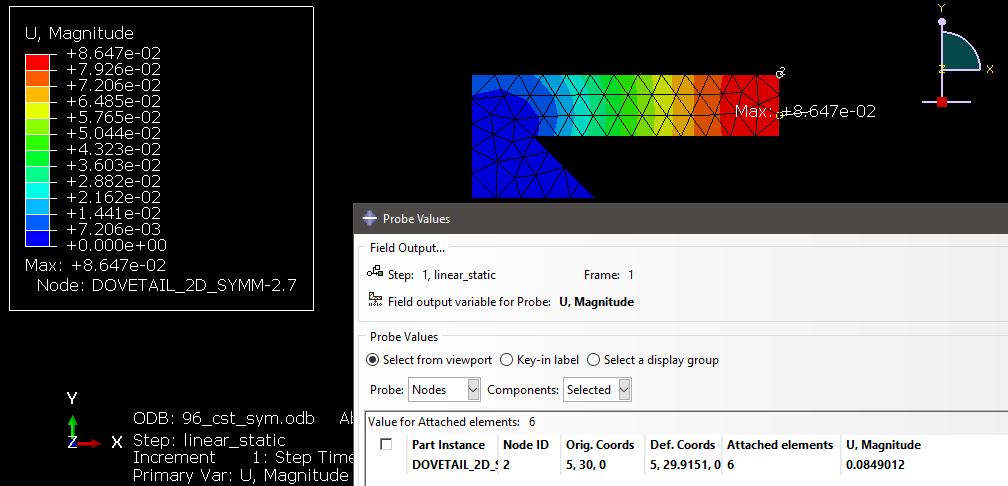 U, Magnitude
+8.647e-02
+7.926e-02
+7.206e-02
+6.485e-02
+5.765e-02
+5.044e-02
+4.323e-02
+3.603e-02
+2.882e-02
+2.162e-02
+1.441e-02
+7.206e-03
+0.000e+00
Max: +8.647e-02
Node: DOVETAIL_2D_SYMM-2.7
Y
Z X
2
Max: +8.647e-02
Probe Values
Field Output...
Step: 1, linear_static Frame: 1
Field output variable for Probe: U, Magnitude
Probe Values
Select from viewport Key-in label Select a display group
Probe: Nodes Components: Selected
Value for Attached elements: 6
Part Instance Node ID Orig. Coords Def. Coords Attached elements U, Magnitude
DOVETAIL_2D_S 2 5, 30, 0 5, 29.9151, 0 6 0.0849012
Y
Z X
ODB: 96_cst_sym.odb Ab
Step: linear_static
Increment 1: Step Time
Primary Var: U, Magnitude